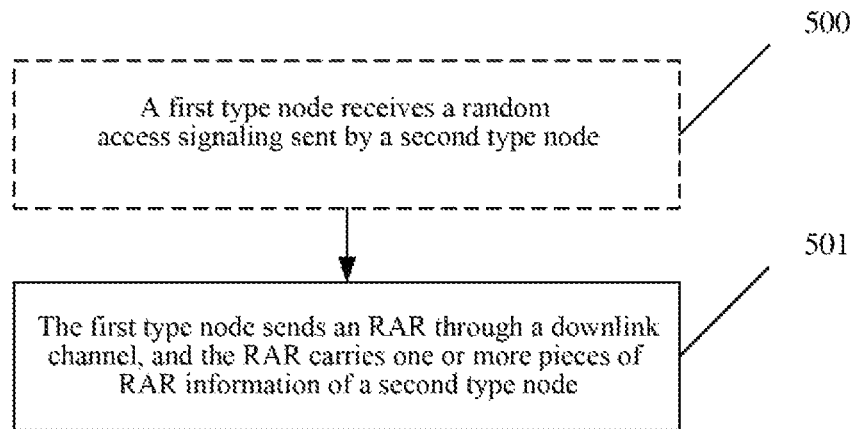 500
A first type node receives a random
access signaling sent by a second type node
501
The first type node sends an RAR through a downlink
channel, and the RAR carries one or more pieces of
RAR information of a second type node